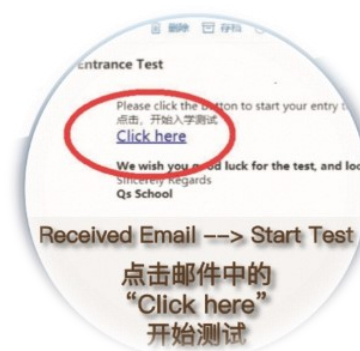 删除 存档
Entrance Test
Please click the button to start your entry t
点击，开始入学测试
Click here
We wish you good luck for the test, and loo
Sincerely Regards
Qs School
Received Email --> Start Test
点击邮件中的
“Click here”
开始测试